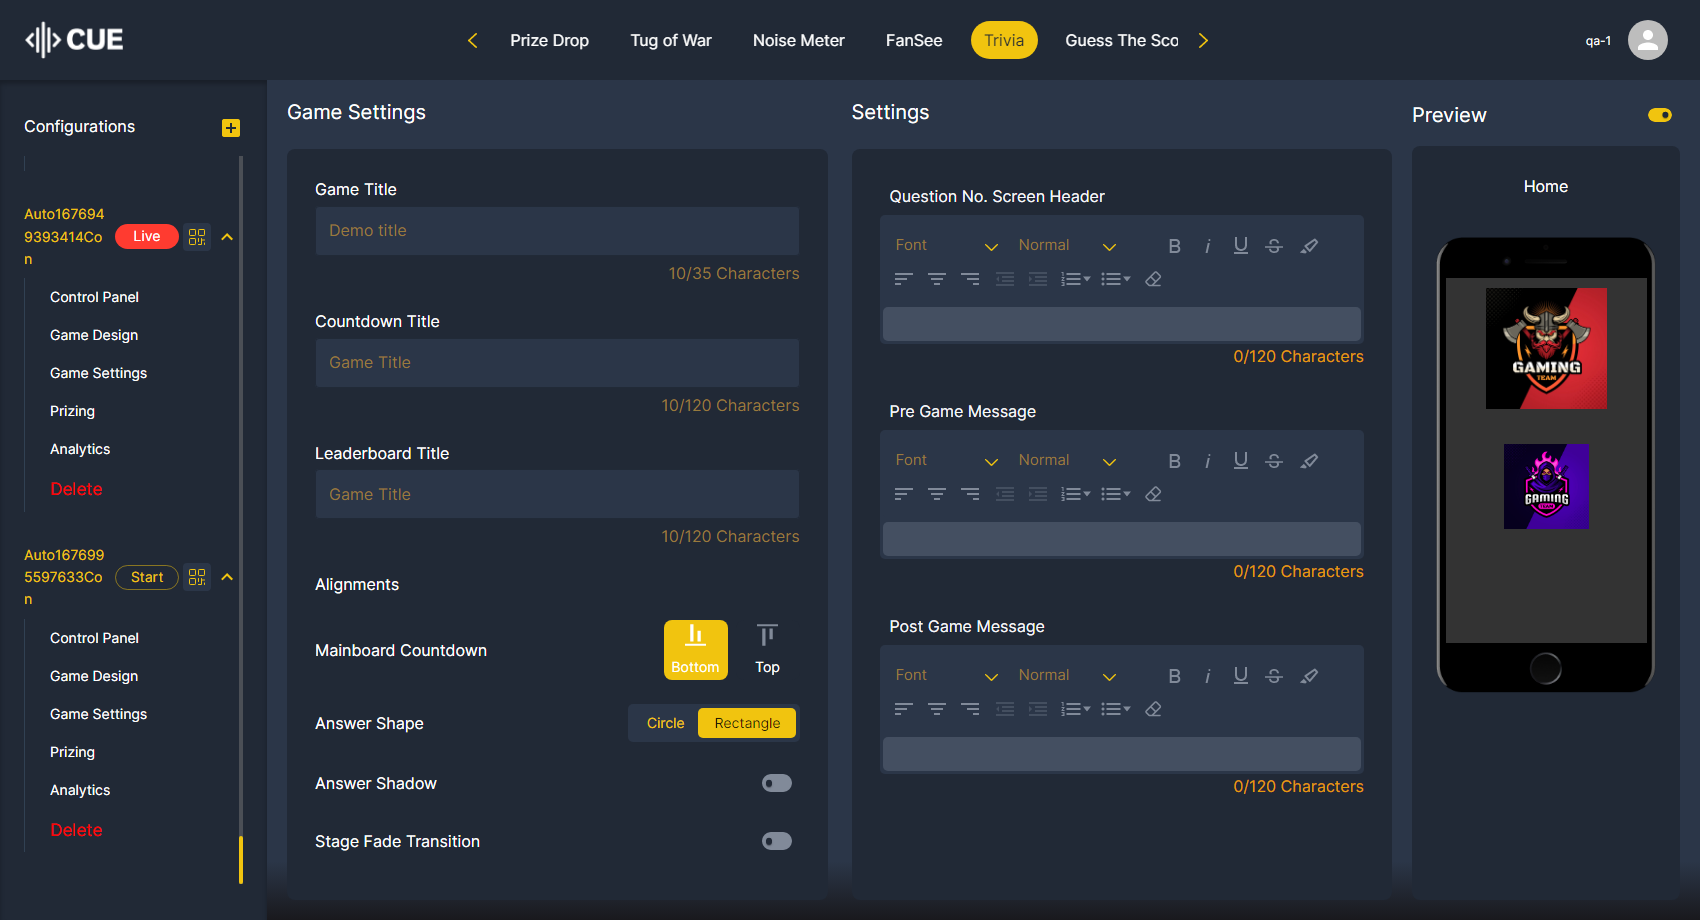 CUE
Prize Drop
Tug of War
Noise Meter
FanSee
Trivia
Guess The Sco
qa-1
Configurations
Auto167694
9393414Co
n
Live
Control Panel
Game Design
Game Settings
Prizing
Analytics
Delete
Auto167699
5597633Co
n
Start
Control Panel
Game Design
Game Settings
Prizing
Analytics
Delete
Game Settings
Game Title
Demo title
10/35 Characters
Countdown Title
Game Title
10/120 Characters
Leaderboard Title
Game Title
10/120 Characters
Alignments
Mainboard Countdown
Bottom
Top
Answer Shape
Circle
Rectangle
Answer Shadow
Stage Fade Transition
Settings
Question No. Screen Header
Font
Normal
0/120 Characters
Pre Game Message
Font
Normal
0/120 Characters
Post Game Message
Font
Normal
0/120 Characters
Preview
Home
GAMING
TEAM
GAMING
TEAM